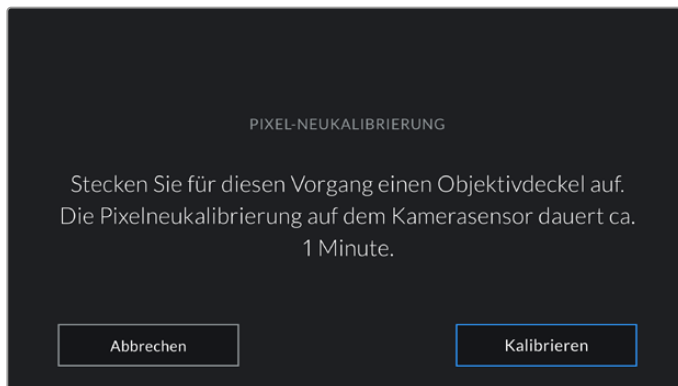 PIXEL-NEUKALIBRIERUNG
Stecken Sie für diesen Vorgang einen Objektivdeckel auf.
Die Pixelneukalibrierung auf dem Kamerasensor dauert ca.
1 Minute.
Abbrechen
Kalibrieren